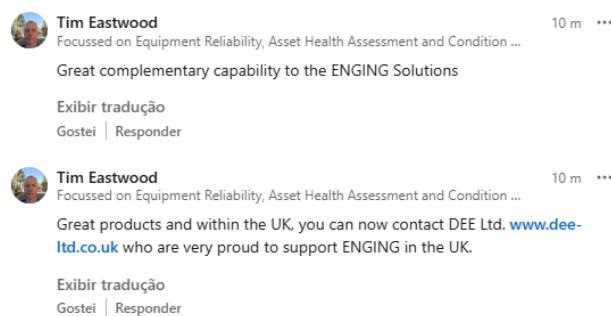 Tim Eastwood
10 m
Focussed on Equipment Reliability, Asset Health Assessment and Condition ...
Great complementary capability to the ENGING Solutions
Exibir tradução
Gostei | Responder
Tim Eastwood
10 m
Focussed on Equipment Reliability, Asset Health Assessment and Condition ...
Great products and within the UK, you can now contact DEE Ltd. www.dee-
ltd.co.uk who are very proud to support ENGING in the UK.
Exibir tradução
Gostei | Responder